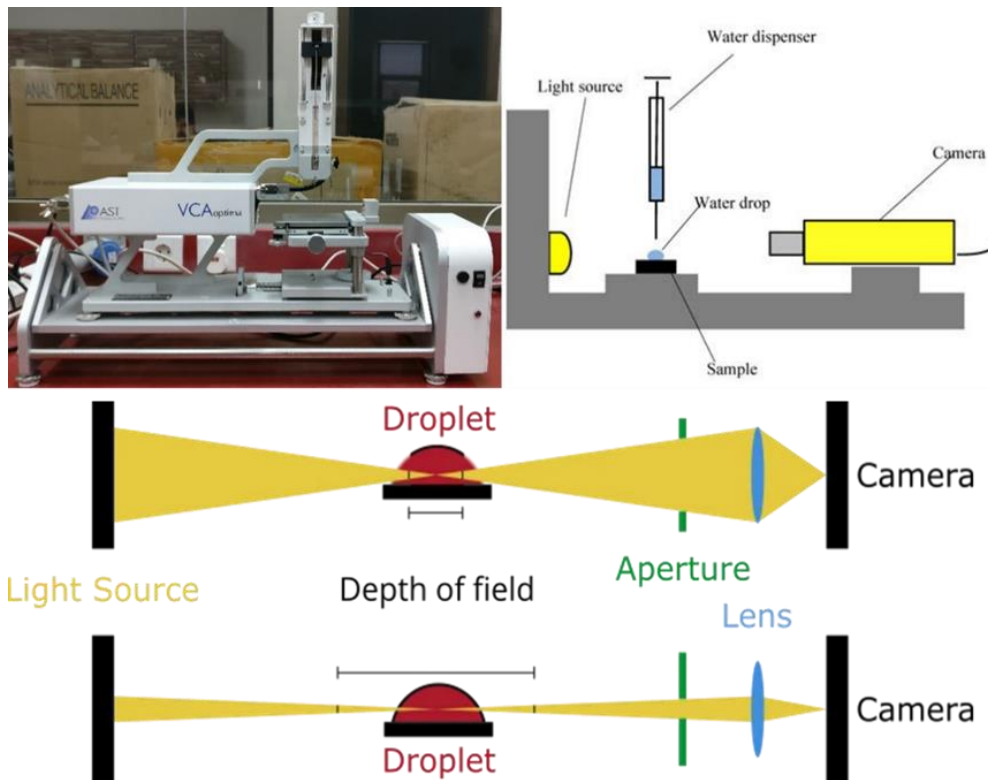 ANALYTICAL BALANCE
AST
VCA optima
Water dispenser
Light source
Camera
Water drop
Sample
Droplet
Camera
Aperture
Light Source
Depth of field
Lens
Camera
Droplet